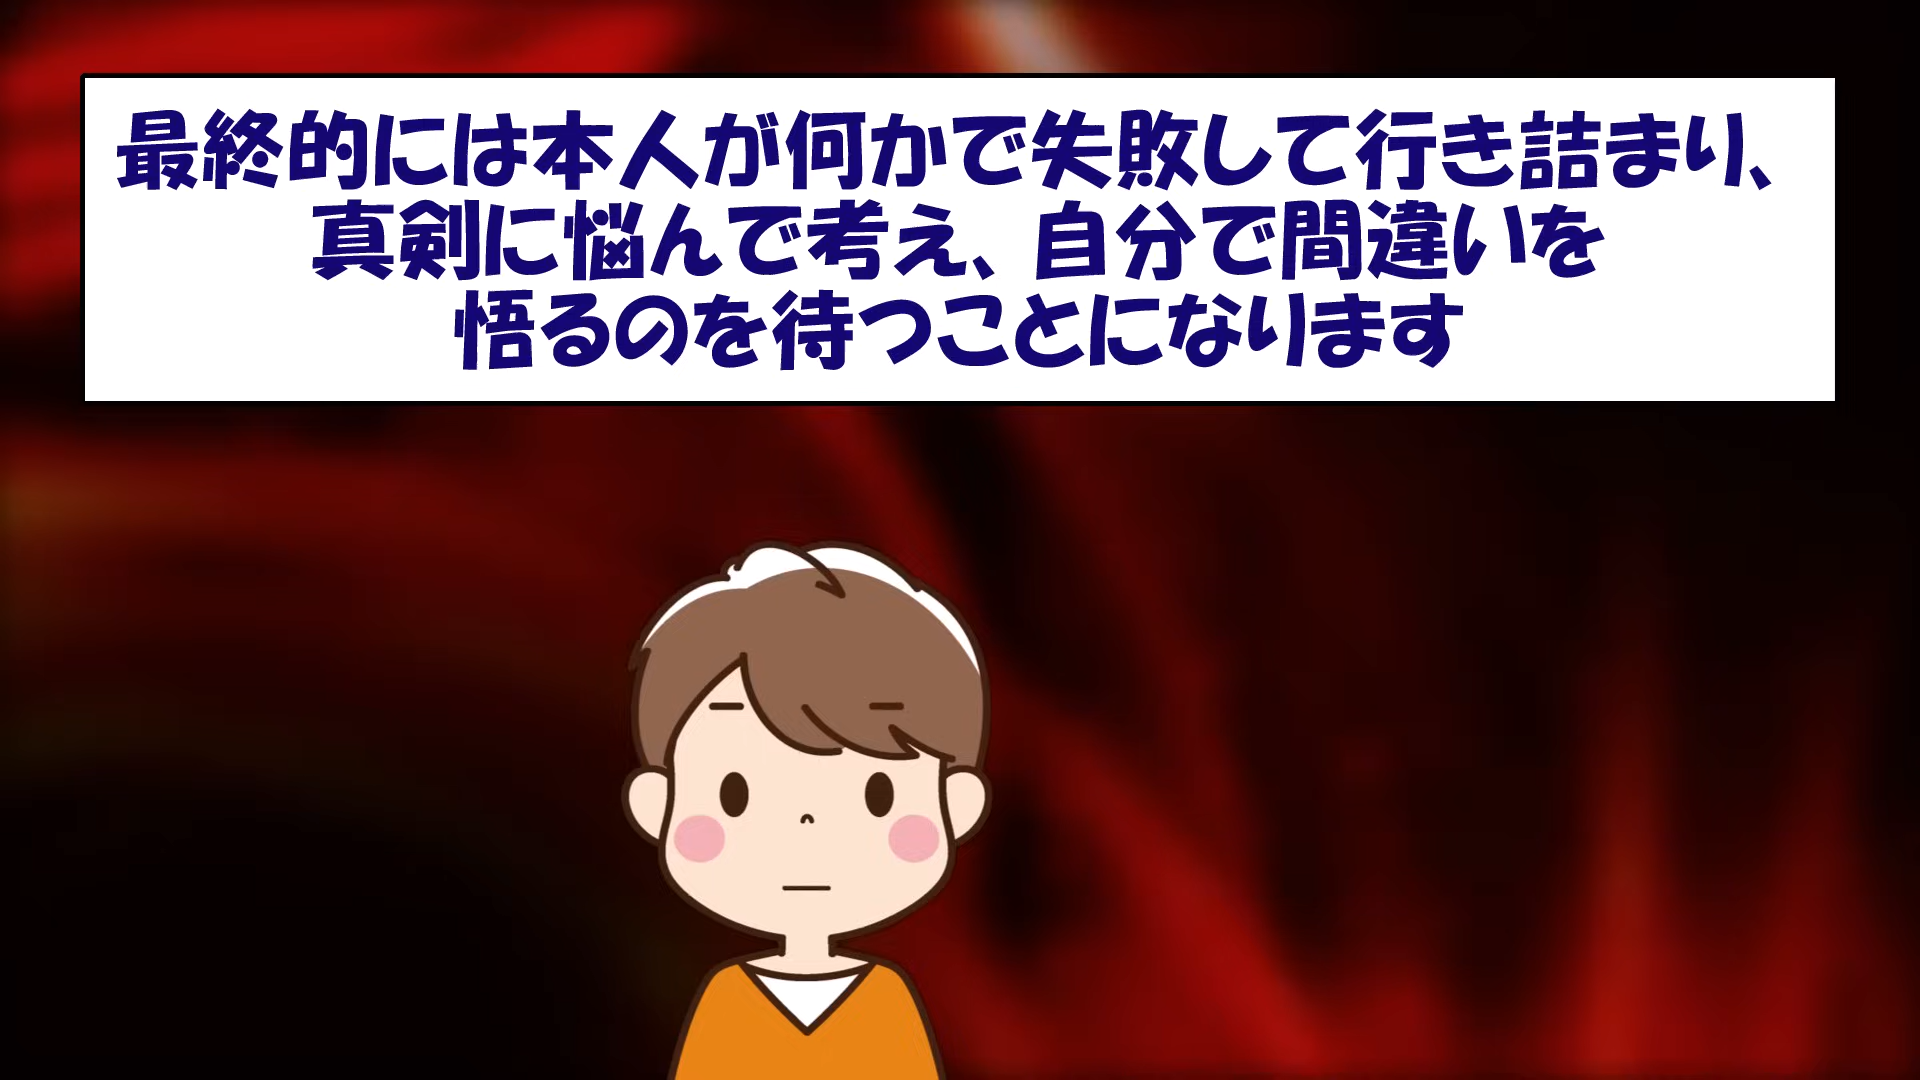 最終的には本人が何かで失敗して行き詰まり、
真剣に悩んで考え、自分で間違いを
悟るのを待つことになります